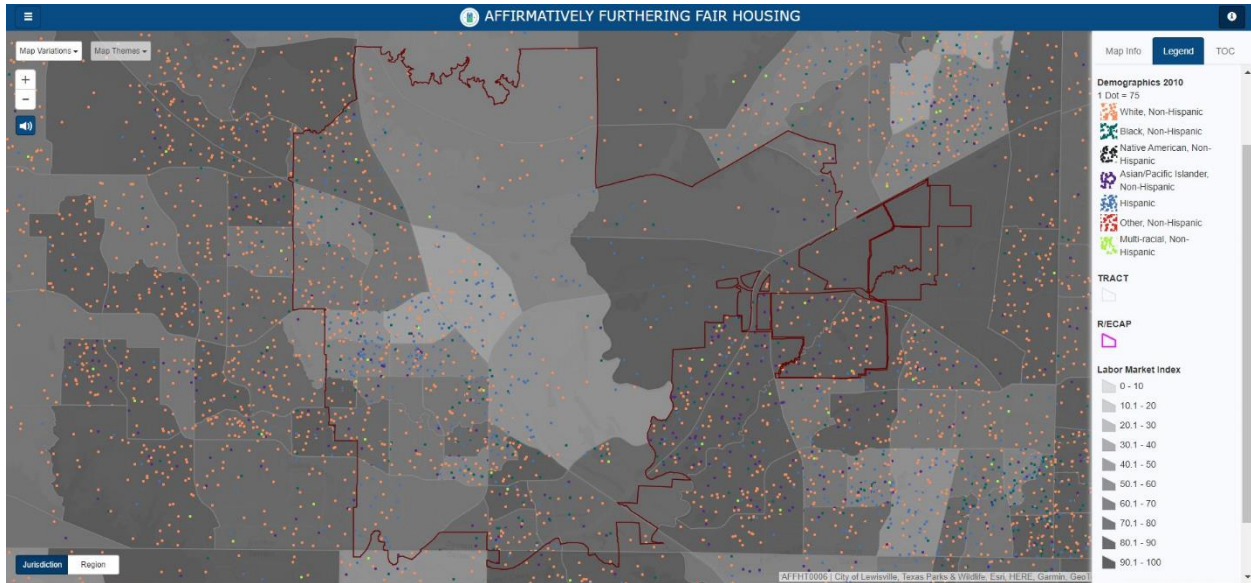 AFFIRMATIVELY FURTHERING FAIR HOUSING
Map Variations
Map Themes
+
−
Map Info
Legend
TOC
Demographics 2010
1 Dot = 75
White, Non-Hispanic
Black, Non-Hispanic
Native American, Non-
Hispanic
Asian/Pacific Islander,
Non-Hispanic
Hispanic
Other, Non-Hispanic
Multi-racial, Non-
Hispanic
TRACT
R/ECAP
Labor Market Index
0 - 10
10.1 - 20
20.1 - 30
30.1 - 40
40.1 - 50
50.1 - 60
60.1 - 70
70.1 - 80
80.1 - 90
90.1 - 100
Jurisdiction
Region
AFFHT0006 | City of Lewisville, Texas Parks & Wildlife, Esri, HERE, Garmin,